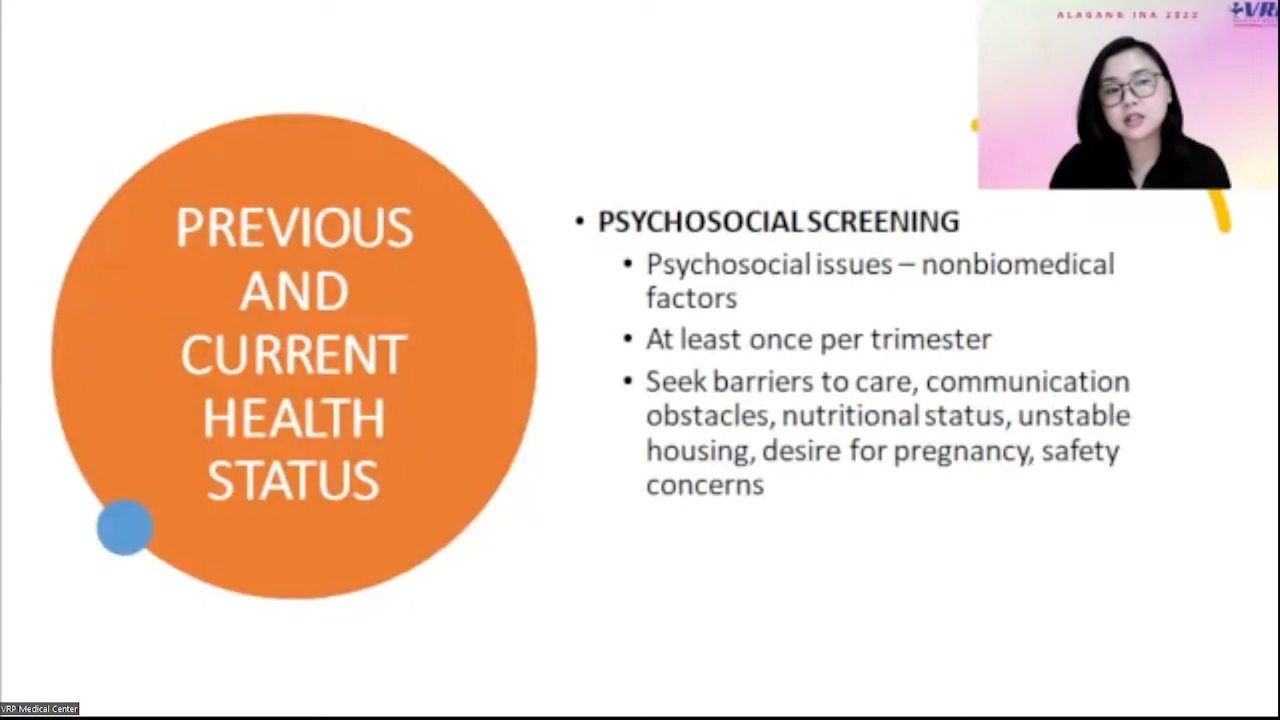 ALAGANG INA 2022
VRP
PREVIOUS
AND
CURRENT
HEALTH
STATUS
• PSYCHOSOCIAL SCREENING
• Psychosocial issues – nonbiomedical
factors
• At least once per trimester
• Seek barriers to care, communication
obstacles, nutritional status, unstable
housing, desire for pregnancy, safety
concerns
VRP Medical Center